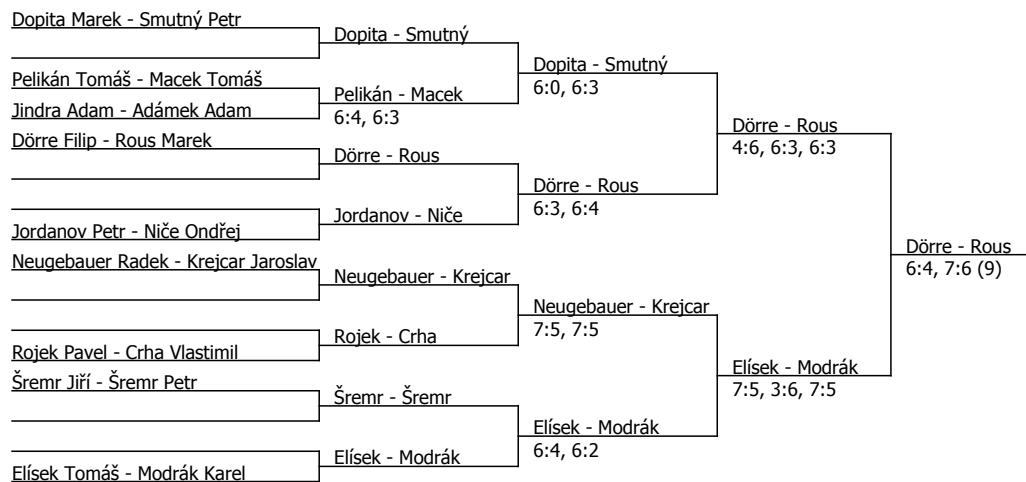 Dopita Marek - Smutný Petr
Pelikán Tomáš - Macek Tomáš
Jindra Adam - Adámek Adam
Dörre Filip - Rous Marek
Jordanov Petr - Niče Ondřej
Neugebauer Radek - Krejcar Jaroslav
Rojek Pavel - Crha Vlastimil
Šremr Jiří - Šremr Petr
Elísek Tomáš - Modrák Karel
Dopita - Smutný
Pelikán - Macek
6:4, 6:3
Dörre - Rous
Jordanov - Niče
Neugebauer - Krejcar
Rojek - Crha
Šremr - Šremr
Elísek - Modrák
Dopita - Smutný
6:0, 6:3
Dörre - Rous
6:3, 6:4
Neugebauer - Krejcar
7:5, 7:5
Elísek - Modrák
6:4, 6:2
Dörre - Rous
4:6, 6:3, 6:3
Elísek - Modrák
7:5, 3:6, 7:5
Dörre - Rous
6:4, 7:6 (9)